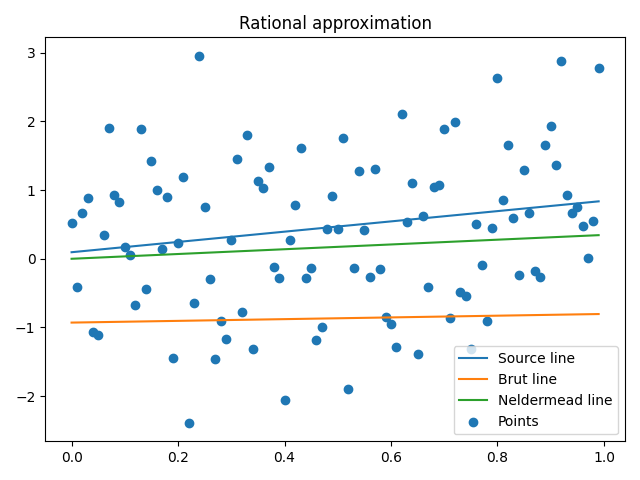 Rational approximation
3
2
1
0
−1
−2
0.0 0.2 0.4 0.6 0.8 1.0
Source line
Brut line
Neldermead line
Points